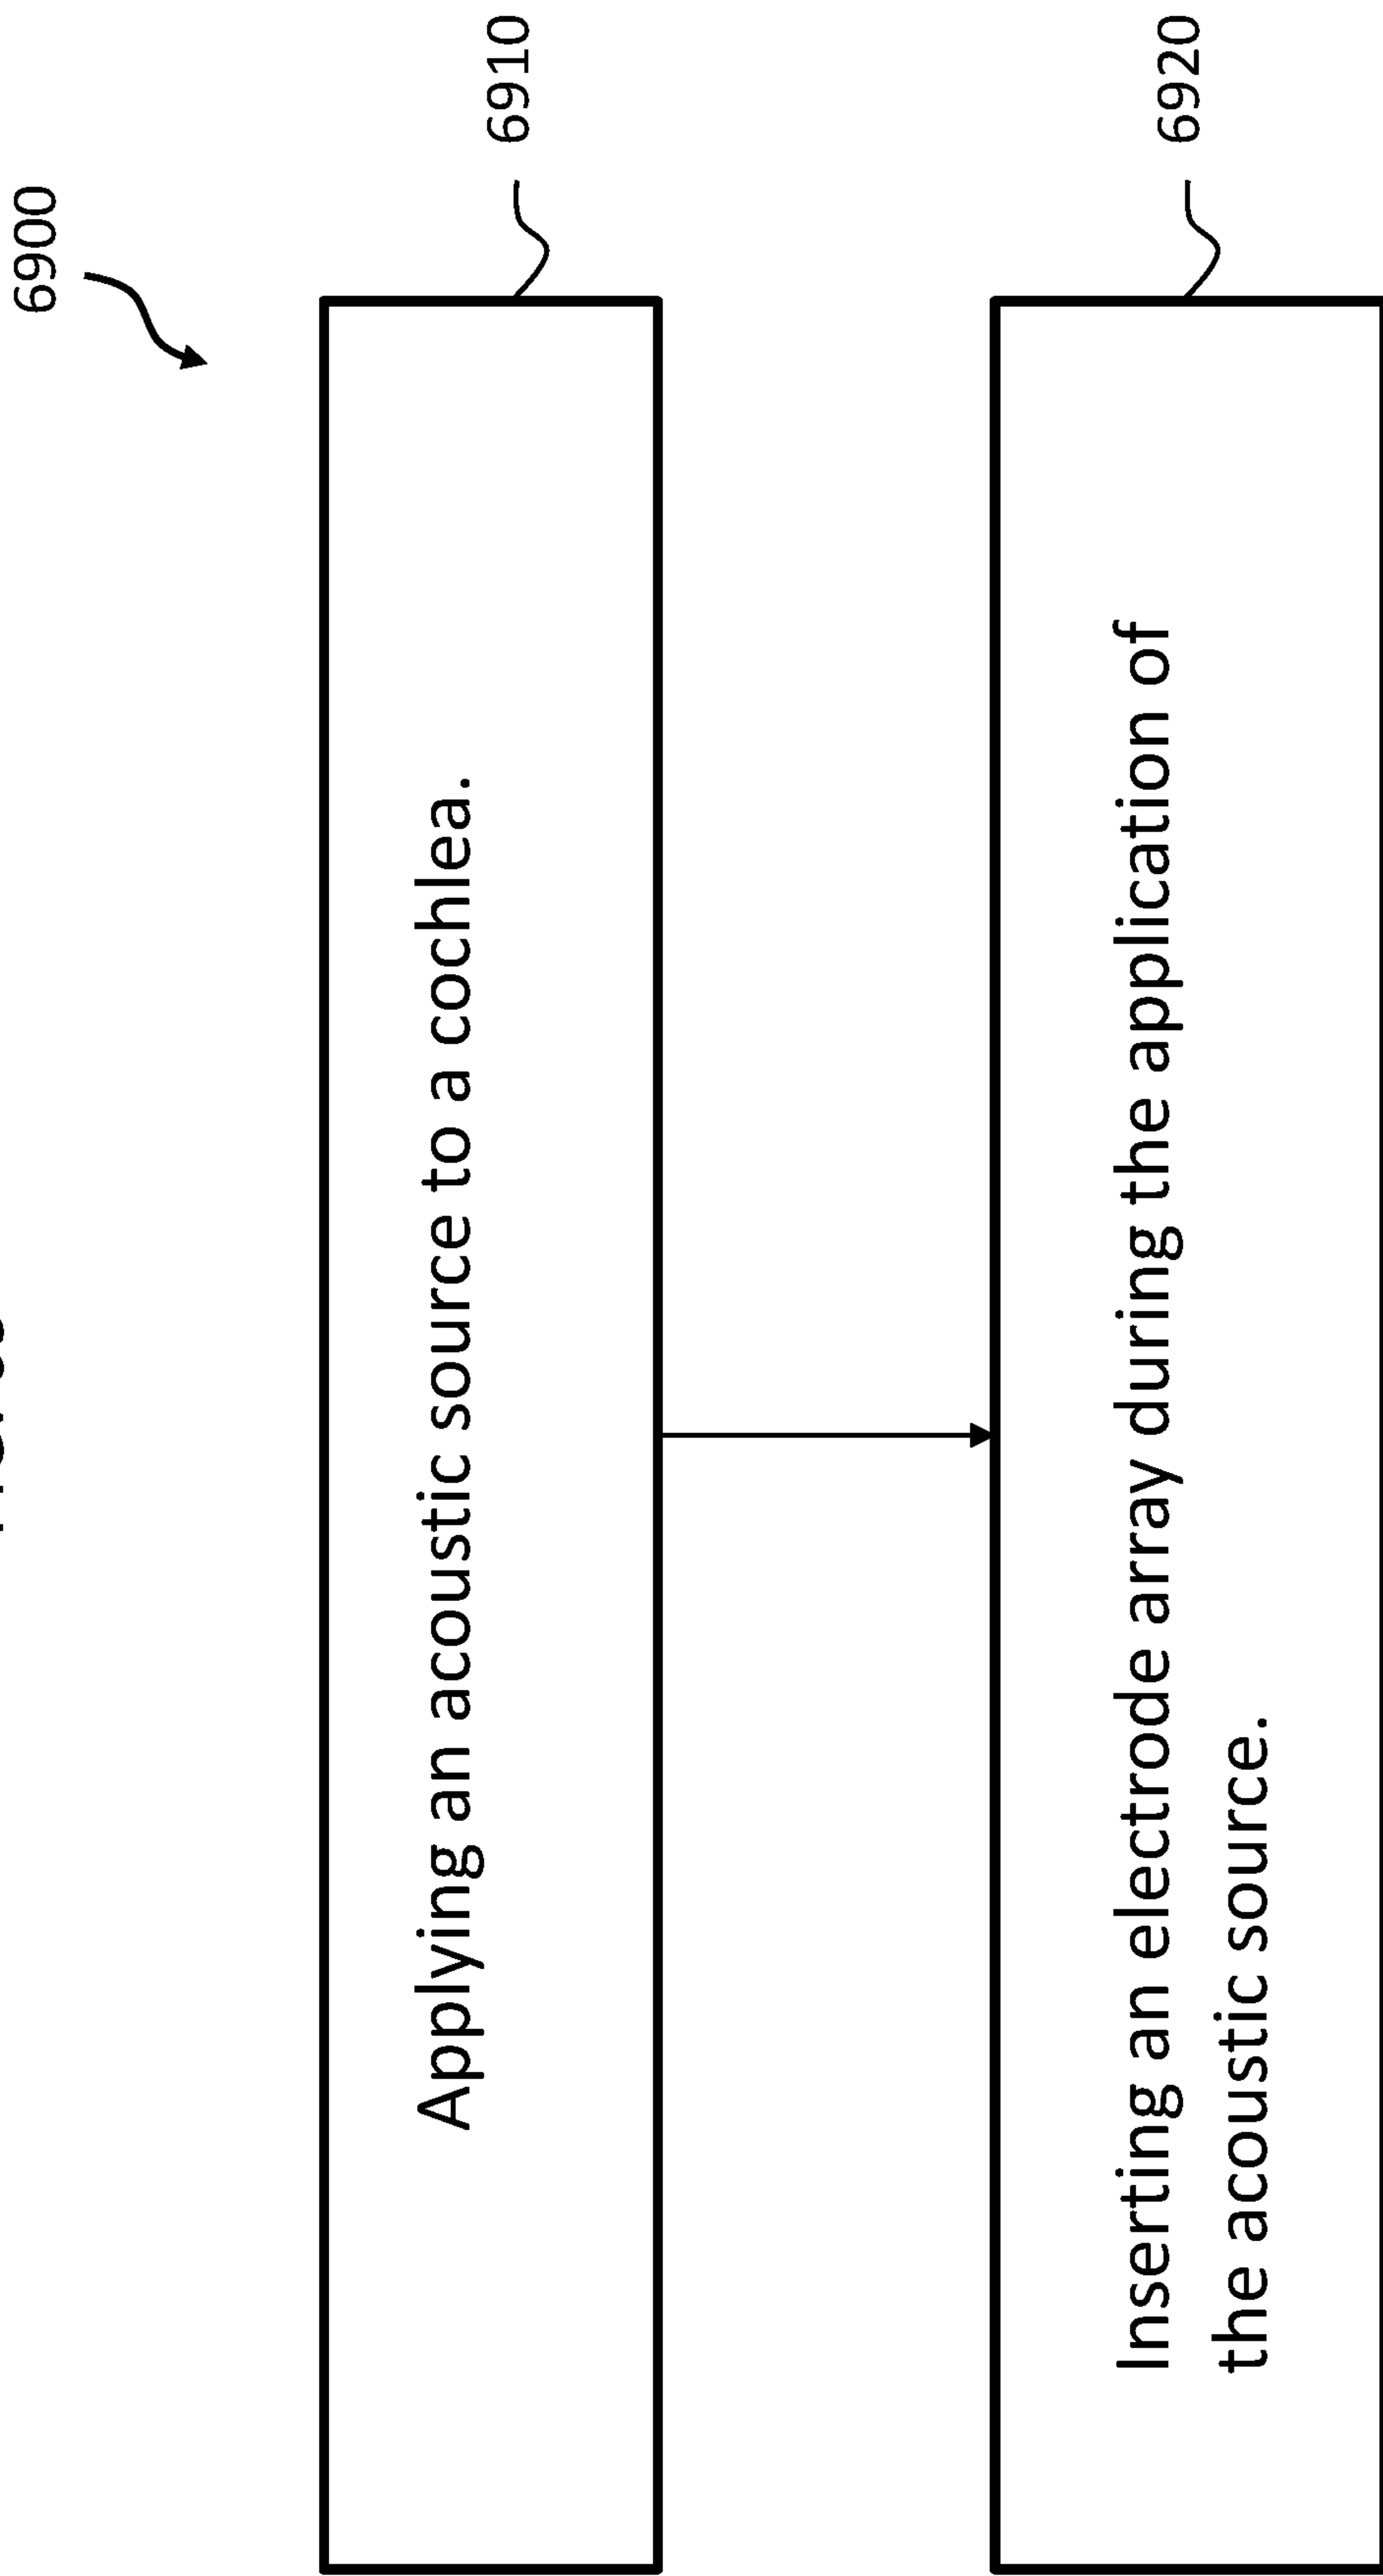 6900
Applying an acoustic source to a cochlea.
6910
Inserting an electrode array during the application of
the acoustic source.
6920